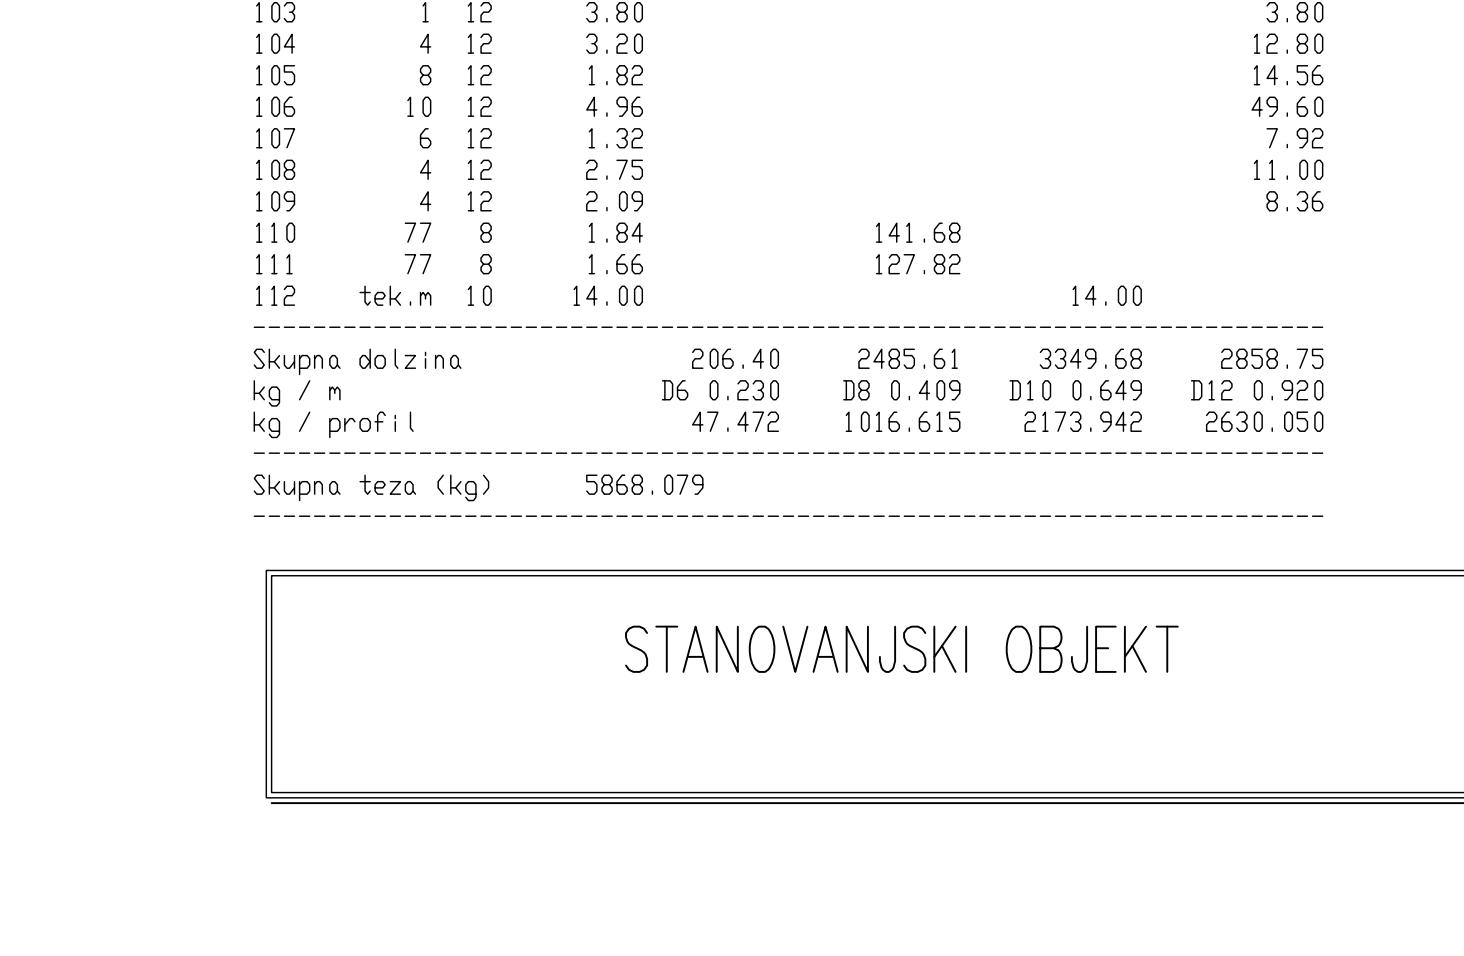 103 1 12 3.80 3.80
104 4 12 3.20 12.80
105 8 12 1.82 14.56
106 10 12 4.96 49.60
107 6 12 1.32 7.92
108 4 12 2.75 11.00
109 4 12 2.09 8.36
110 77 8 1.84 141.68
111 77 8 1.66 127.82
112 tek.m 10 14.00 14.00
Skupna dolzina 206.40 2485.61 3349.68 2858.75
kg / m D6 0.230 D8 0.409 D10 0.649 D12 0.920
kg / profil 47.472 1016.615 2173.942 2630.050
Skupna teza (kg) 5868.079
STANOVANJSKI OBJEKT